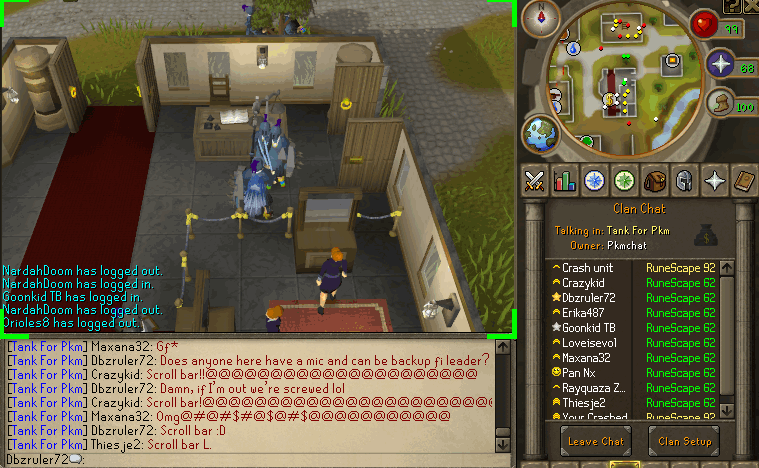 99
68
100
Clan Chat
Talking in: Tank For Pkm
Owner: Pkmchat
Crash unit RuneScape 92
Crazykid RuneScape 62
Dbzruler72 RuneScape 62
Erika487 RuneScape 62
Goonkid TB RuneScape 62
Loveisevol RuneScape 62
Maxana32 RuneScape 62
Pan Nx RuneScape 62
Rayquaza Z... RuneScape 62
Thiesje2 RuneScape 62
Your Crashed RuneScape 92
Leave Chat
Clan Setup
NardahDoom has logged out.
NardahDoom has logged in.
Goonkid TB has logged in.
NardahDoom has logged out.
Orioles8 has logged out.
[Tank For Pkm] Maxana32: Gf*
[Tank For Pkm] Dbzruler72: Does anyone here have a mic and can be backup fi leader?
[Tank For Pkm] Crazykid: Scroll bar!!@@@@@@@@@@@@@@@@@@@@@
[Tank For Pkm] Dbzruler72: Damn, if I'm out we're screwed lol
[Tank For Pkm] Crazykid: Scroll bar!@@@@@@@@@@@@@@@@@@@@@@@
[Tank For Pkm] Maxana32: Omg@#@#$#@$@#$@@@@@@@@@@@
[Tank For Pkm] Dbzruler72: Scroll bar :D
[Tank For Pkm] Thiesje2: Scroll bar L.
Dbzruler72: